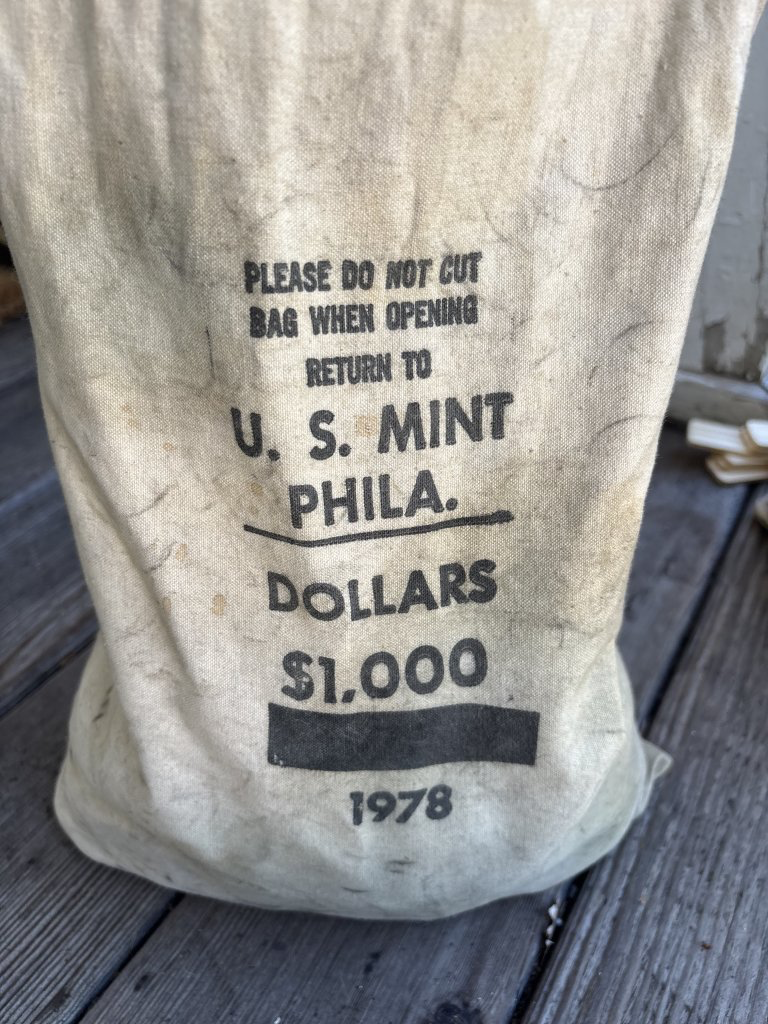 PLEASE DO NOT CUT
BAG WHEN OPENING
RETURN TO
U. S. MINT
PHILA.
DOLLARS
$1,000
1978